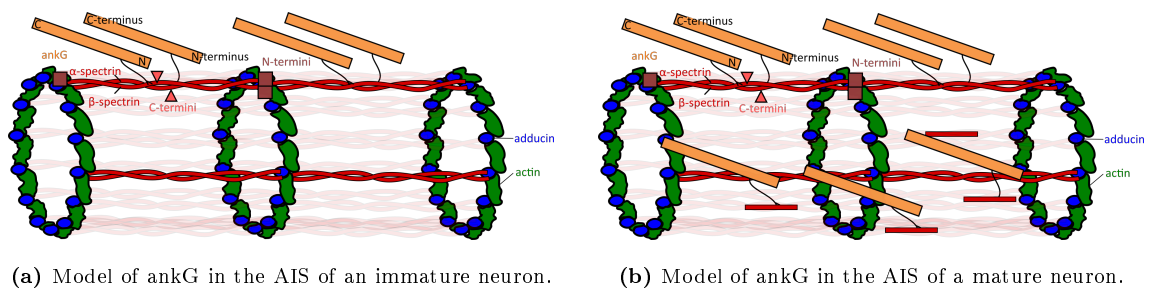 C
C-terminus
ankG
N
N-terminus
α-spectrin
N-termini
β-spectrin
C-termini
adducin
actin
(a) Model of ankG in the AIS of an immature neuron.
C
C-terminus
ankG
N
N-terminus
α-spectrin
N-termini
β-spectrin
C-termini
adducin
actin
(b) Model of ankG in the AIS of a mature neuron.